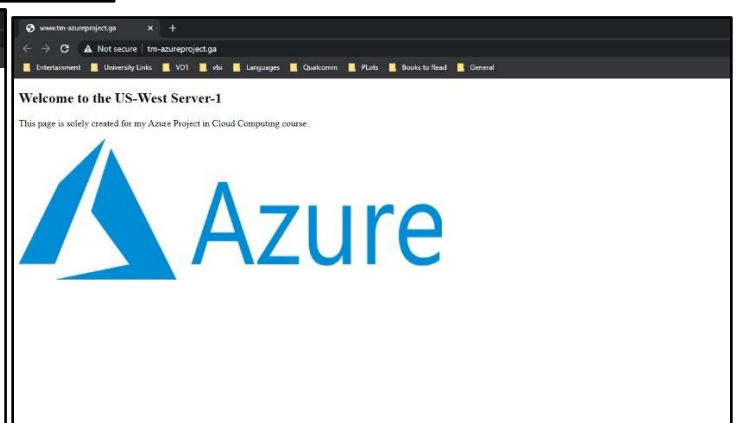 www.tm-azureproject.ga
Not secure | tm-azureproject.ga
Entertainment University Links VD1 vlsi Languages Qualcomm PLots Books to Read General
Welcome to the US-West Server-1
This page is solely created for my Azure Project in Cloud Computing course:
Azure